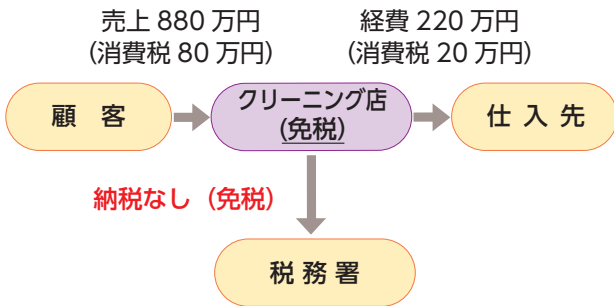 売上 880 万円
(消費税 80 万円)
経費 220 万円
(消費税 20 万円)
顧 客
クリーニング店
(免税)
仕 入 先
納税なし（免税）
税 務 署